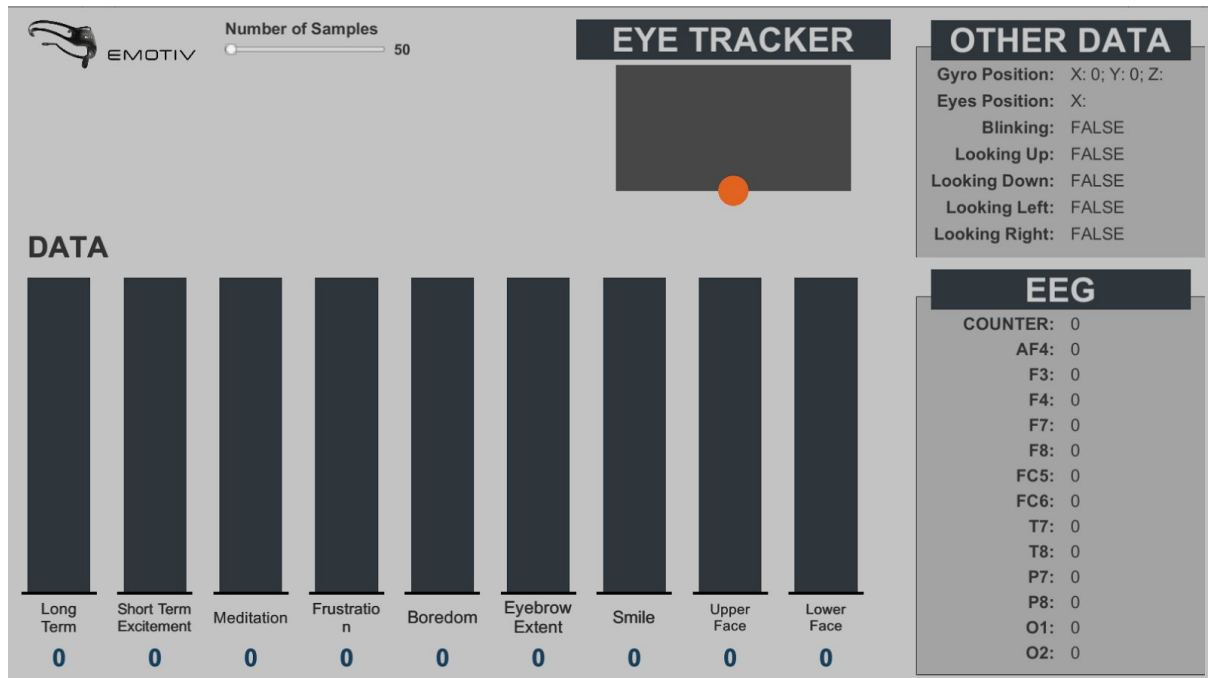 EMOTIV
Number of Samples
50
EYE TRACKER
OTHER DATA
Gyro Position: X: 0; Y: 0; Z:
Eyes Position: X:
Blinking: FALSE
Looking Up: FALSE
Looking Down: FALSE
Looking Left: FALSE
Looking Right: FALSE
DATA
Long
Term
0
Short Term
Excitement
0
Meditation
0
Frustratio
n
0
Boredom
0
Eyebrow
Extent
0
Smile
0
Upper
Face
0
Lower
Face
0
EEG
COUNTER: 0
AF4: 0
F3: 0
F4: 0
F7: 0
F8: 0
FC5: 0
FC6: 0
T7: 0
T8: 0
P7: 0
P8: 0
O1: 0
O2: 0